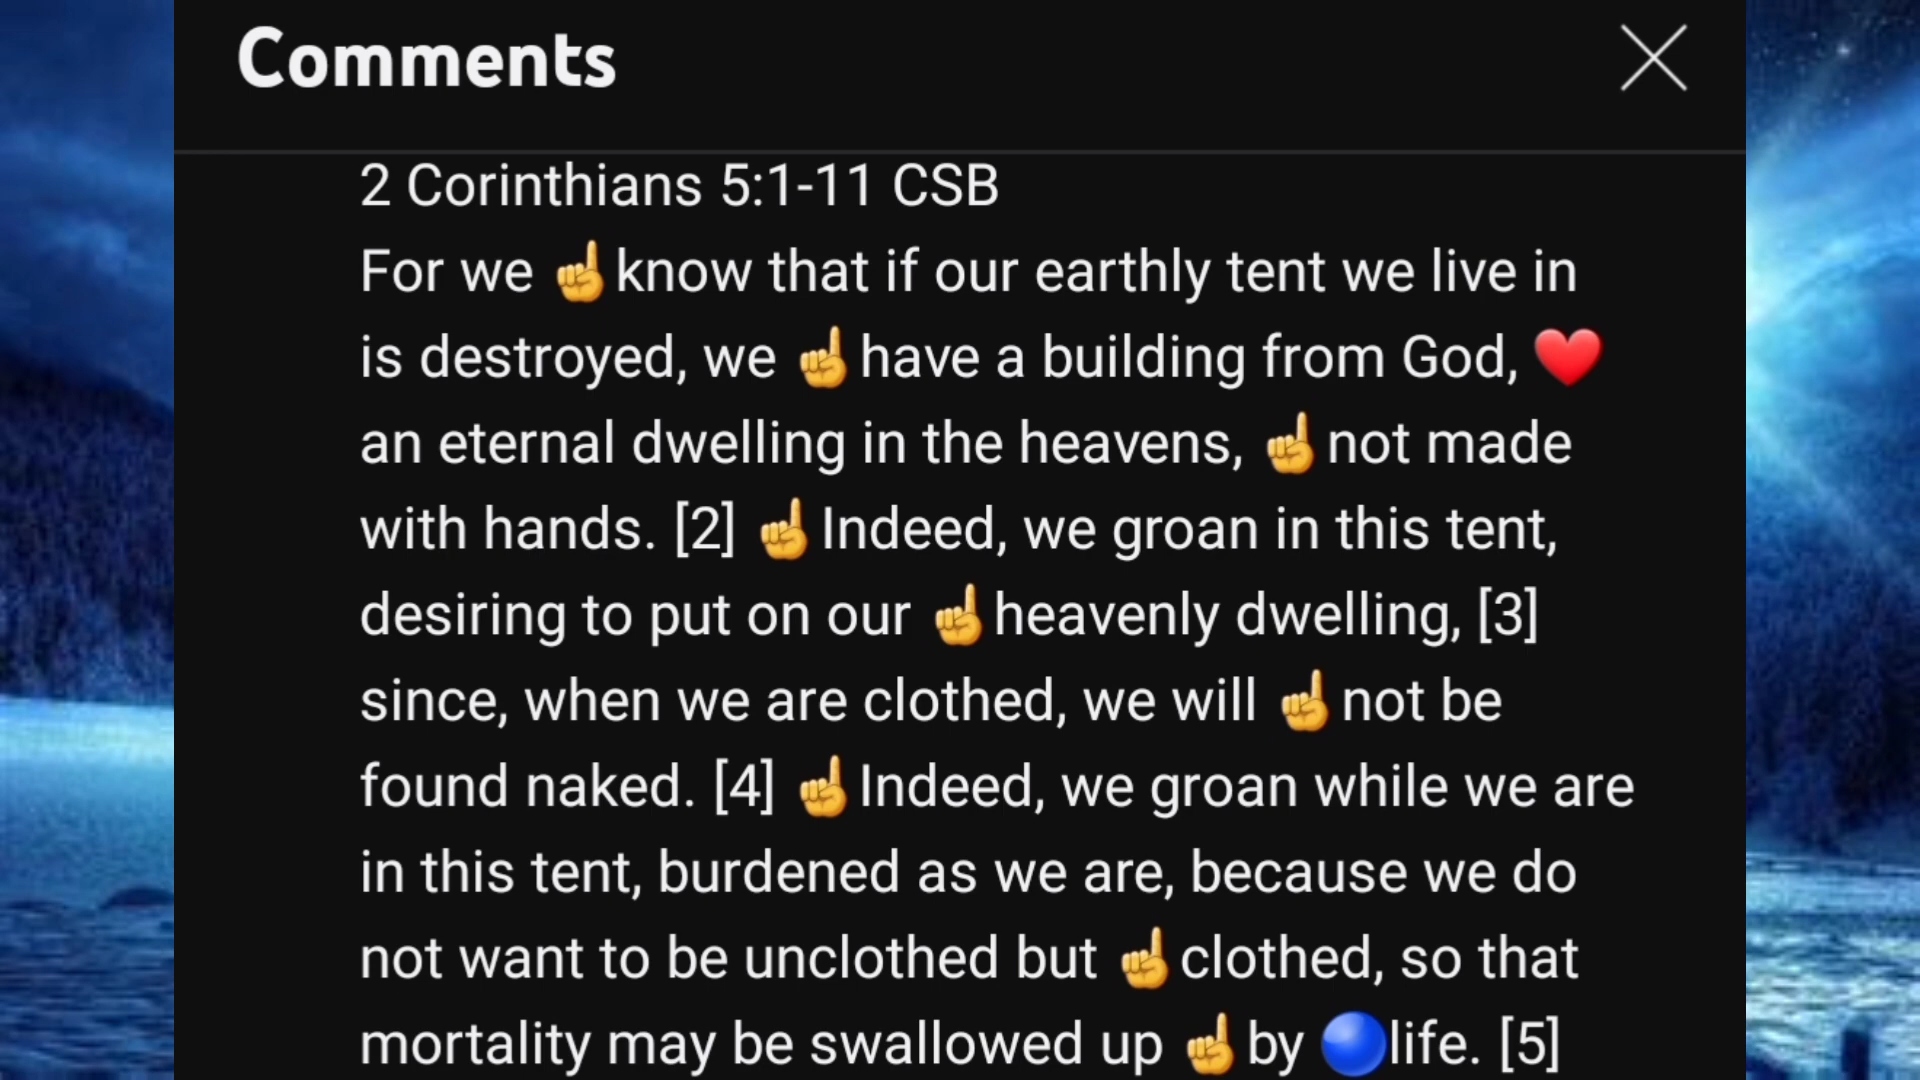 Comments
2 Corinthians 5:1-11 CSB
For we ☝️know that if our earthly tent we live in
is destroyed, we ☝️have a building from God, ❤️
an eternal dwelling in the heavens, ☝️not made
with hands. [2] ☝️Indeed, we groan in this tent,
desiring to put on our ☝️heavenly dwelling, [3]
since, when we are clothed, we will ☝️not be
found naked. [4] ☝️Indeed, we groan while we are
in this tent, burdened as we are, because we do
not want to be unclothed but ☝️clothed, so that
mortality may be swallowed up ☝️by 🔵life. [5]